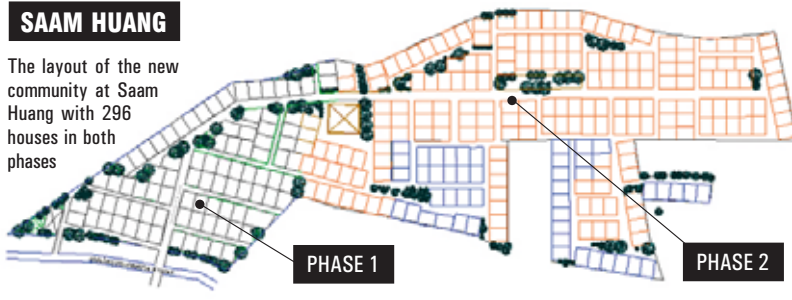 SAAM HUANG
The layout of the new
community at Saam
Huang with 296
houses in both
phases
PHASE 1
PHASE 2